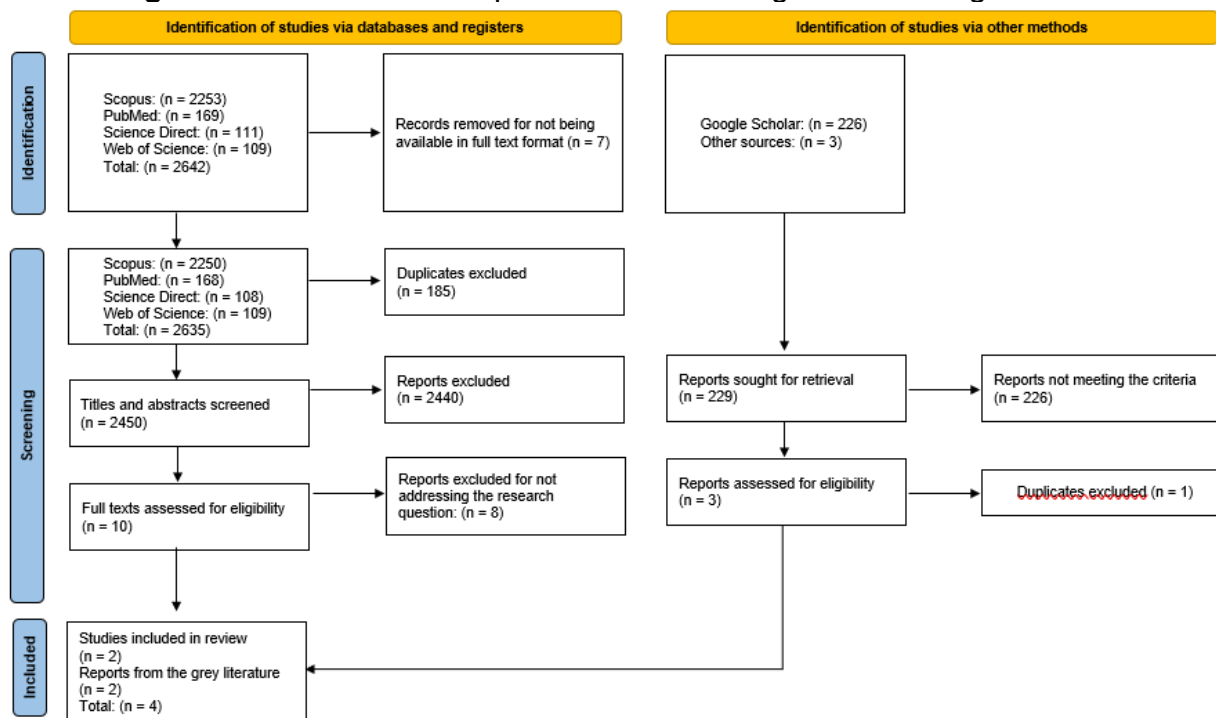 Identification of studies via databases and registers
Identification of studies via other methods
Identification
Scopus: (n = 2253)
PubMed: (n = 169)
Science Direct: (n = 111)
Web of Science: (n = 109)
Total: (n = 2642)
Records removed for not being
available in full text format (n = 7)
Google Scholar: (n = 226)
Other sources: (n = 3)
Screening
Scopus: (n = 2250)
PubMed: (n = 168)
Science Direct: (n = 108)
Web of Science: (n = 109)
Total: (n = 2635)
Duplicates excluded
(n = 185)
Titles and abstracts screened
(n = 2450)
Reports excluded
(n = 2440)
Reports sought for retrieval
(n = 229)
Reports not meeting the criteria
(n = 226)
Full texts assessed for eligibility
(n = 10)
Reports excluded for not
addressing the research
question: (n = 8)
Reports assessed for eligibility
(n = 3)
Duplicates excluded (n = 1)
Included
Studies included in review
(n = 2)
Reports from the grey literature
(n = 2)
Total: (n = 4)